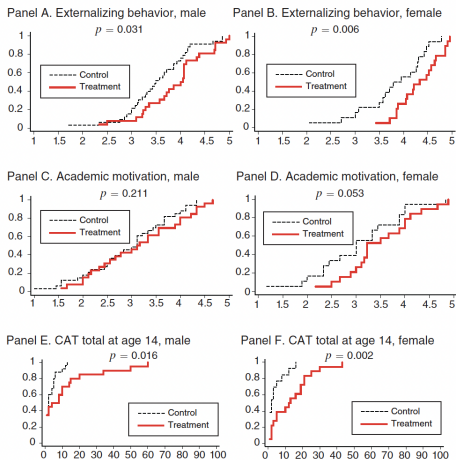 Panel A. Externalizing behavior, male
p = 0.031
1
0.8
0.6
0.4
0.2
0
Control
Treatment
1 1.5 2 2.5 3 3.5 4 4.5 5
Panel B. Externalizing behavior, female
p = 0.006
1
0.8
0.6
0.4
0.2
0
Control
Treatment
1 1.5 2 2.5 3 3.5 4 4.5 5
Panel C. Academic motivation, male
p = 0.211
1
0.8
0.6
0.4
0.2
0
Control
Treatment
1 1.5 2 2.5 3 3.5 4 4.5 5
Panel D. Academic motivation, female
p = 0.053
1
0.8
0.6
0.4
0.2
0
Control
Treatment
1 1.5 2 2.5 3 3.5 4 4.5 5
Panel E. CAT total at age 14, male
p = 0.016
1
0.8
0.6
0.4
0.2
0
Control
Treatment
0 10 20 30 40 50 60 70 80 90 100
Panel F. CAT total at age 14, female
p = 0.002
1
0.8
0.6
0.4
0.2
0
Control
Treatment
0 10 20 30 40 50 60 70 80 90 100